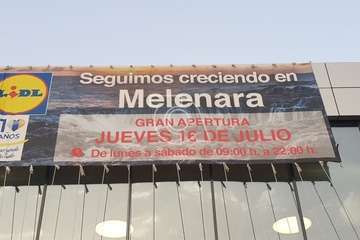 LIDL
Seguimos creciendo en
Melenara
GRAN APERTURA
JUEVES 16 DE JULIO
De lunes a sábado de 09:00 h. a 22:00 h.
AÑOS